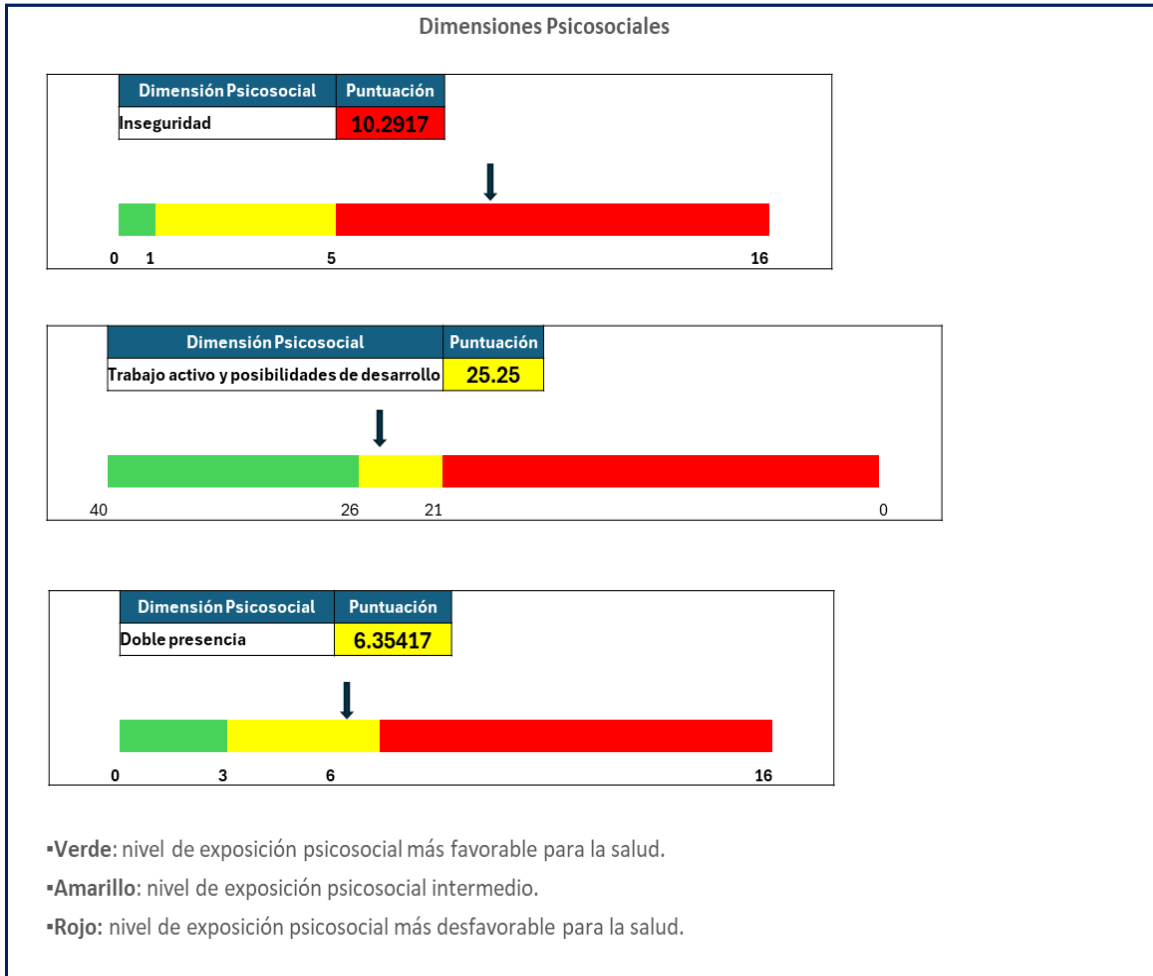 Dimensiones Psicosociales
Dimensión Psicosocial Puntuación
Inseguridad 10.2917
0 1 5 16
Dimensión Psicosocial Puntuación
Trabajo activo y posibilidades de desarrollo 25.25
40 26 21 0
Dimensión Psicosocial Puntuación
Doble presencia 6.35417
0 3 6 16
▪Verde: nivel de exposición psicosocial más favorable para la salud.
▪Amarillo: nivel de exposición psicosocial intermedio.
▪Rojo: nivel de exposición psicosocial más desfavorable para la salud.